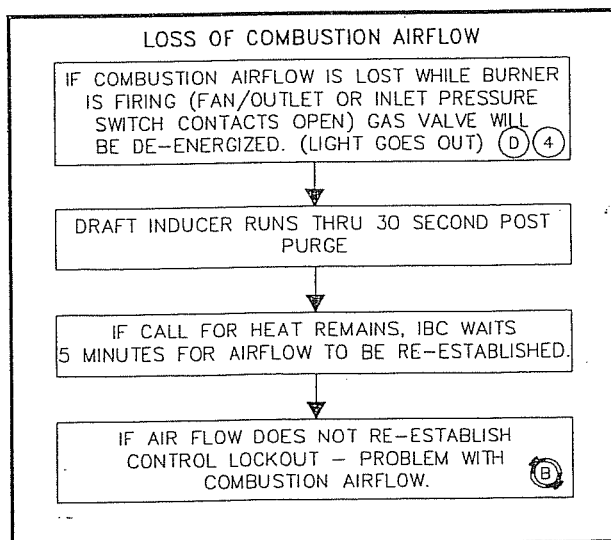 LOSS OF COMBUSTION AIRFLOW
IF COMBUSTION AIRFLOW IS LOST WHILE BURNER
IS FIRING (FAN/OUTLET OR INLET PRESSURE
SWITCH CONTACTS OPEN) GAS VALVE WILL
BE DE-ENERGIZED. (LIGHT GOES OUT) D 4
DRAFT INDUCER RUNS THRU 30 SECOND POST
PURGE
IF CALL FOR HEAT REMAINS, IBC WAITS
5 MINUTES FOR AIRFLOW TO BE RE-ESTABLISHED.
IF AIR FLOW DOES NOT RE-ESTABLISH
CONTROL LOCKOUT - PROBLEM WITH
COMBUSTION AIRFLOW. B